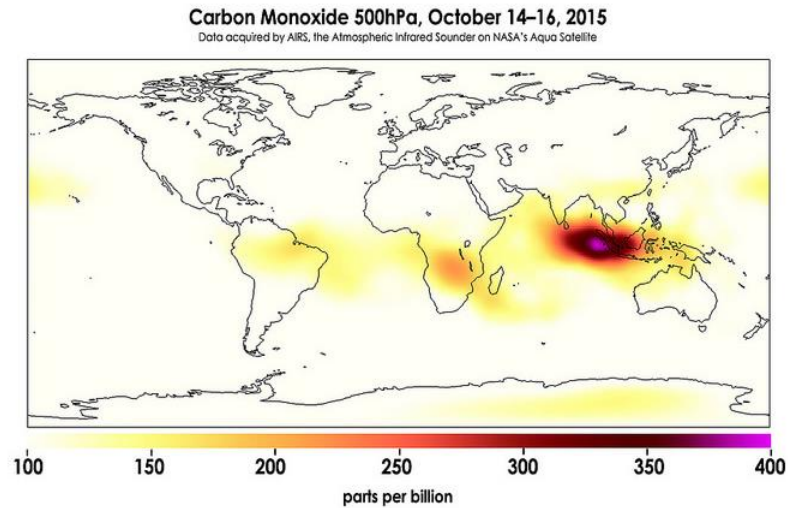 Carbon Monoxide 500hPa, October 14–16, 2015
Data acquired by AIRS, the Atmospheric Infrared Sounder on NASA's Aqua Satellite
100 150 200 250 300 350 400
parts per billion